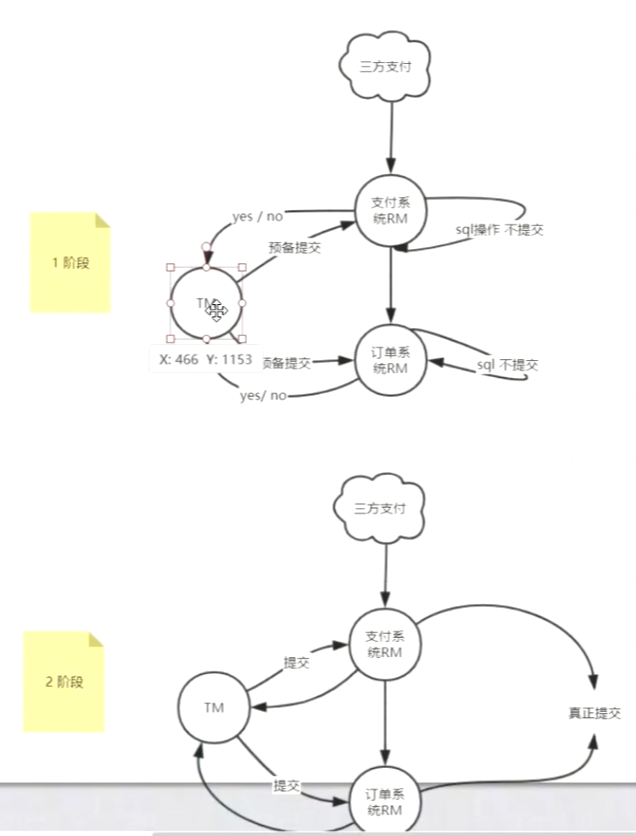 三方支付
支付系
统RM
yes / no
sql操作 不提交
预备提交
1 阶段
TM
X: 466 Y: 1153
预备提交
订单系
统RM
sql 不提交
yes/ no
三方支付
支付系
统RM
提交
2 阶段
TM
真正提交
提交
订单系
统RM